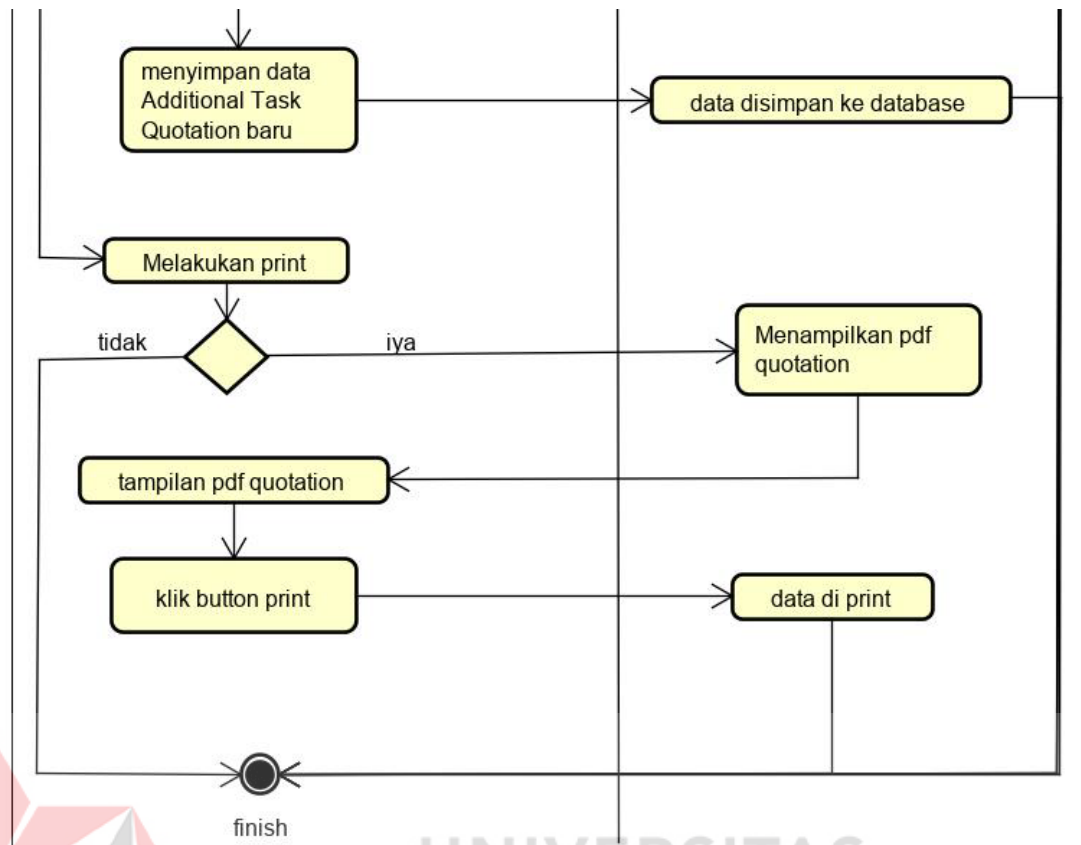 menyimpan data
Additional Task
Quotation baru
data disimpan ke database
Melakukan print
tidak
iya
Menampilkan pdf
quotation
tampilan pdf quotation
klik button print
data di print
finish
UNIVERSITAS